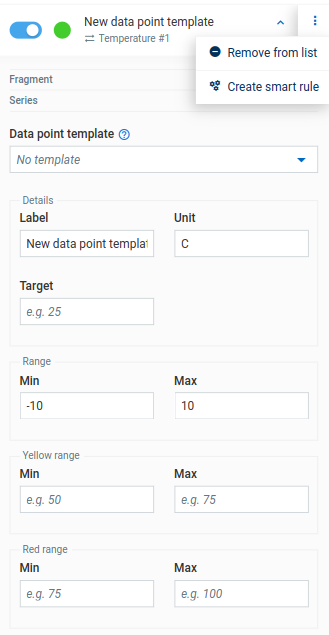 New data point template
Temperature #1
Remove from list
Create smart rule
Fragment
Series
Data point template
No template
Details
Label
Unit
New data point templat
C
Target
e.g. 25
Range
Min
Max
-10
10
Yellow range
Min
Max
e.g. 50
e.g. 75
Red range
Min
Max
e.g. 75
e.g. 100